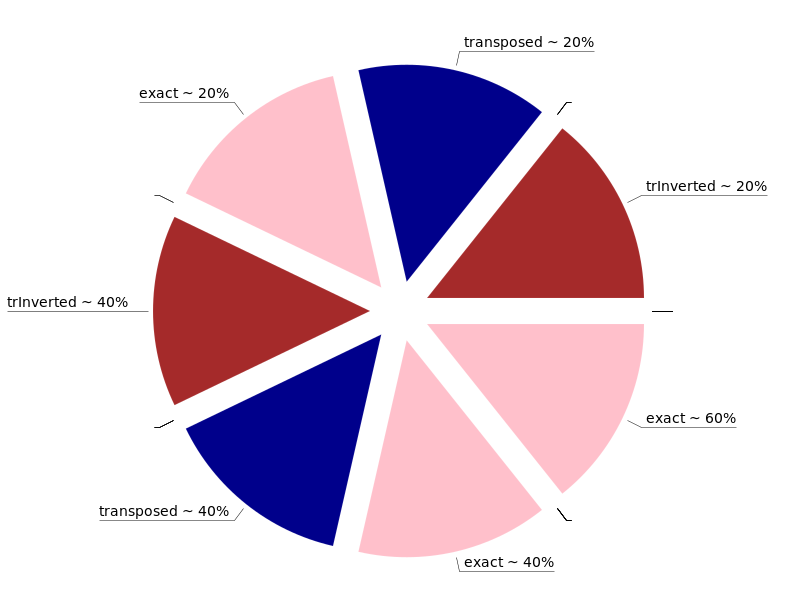 transposed ~ 20%
exact ~ 20%
trInverted ~ 20%
trInverted ~ 40%
exact ~ 60%
transposed ~ 40%
exact ~ 40%